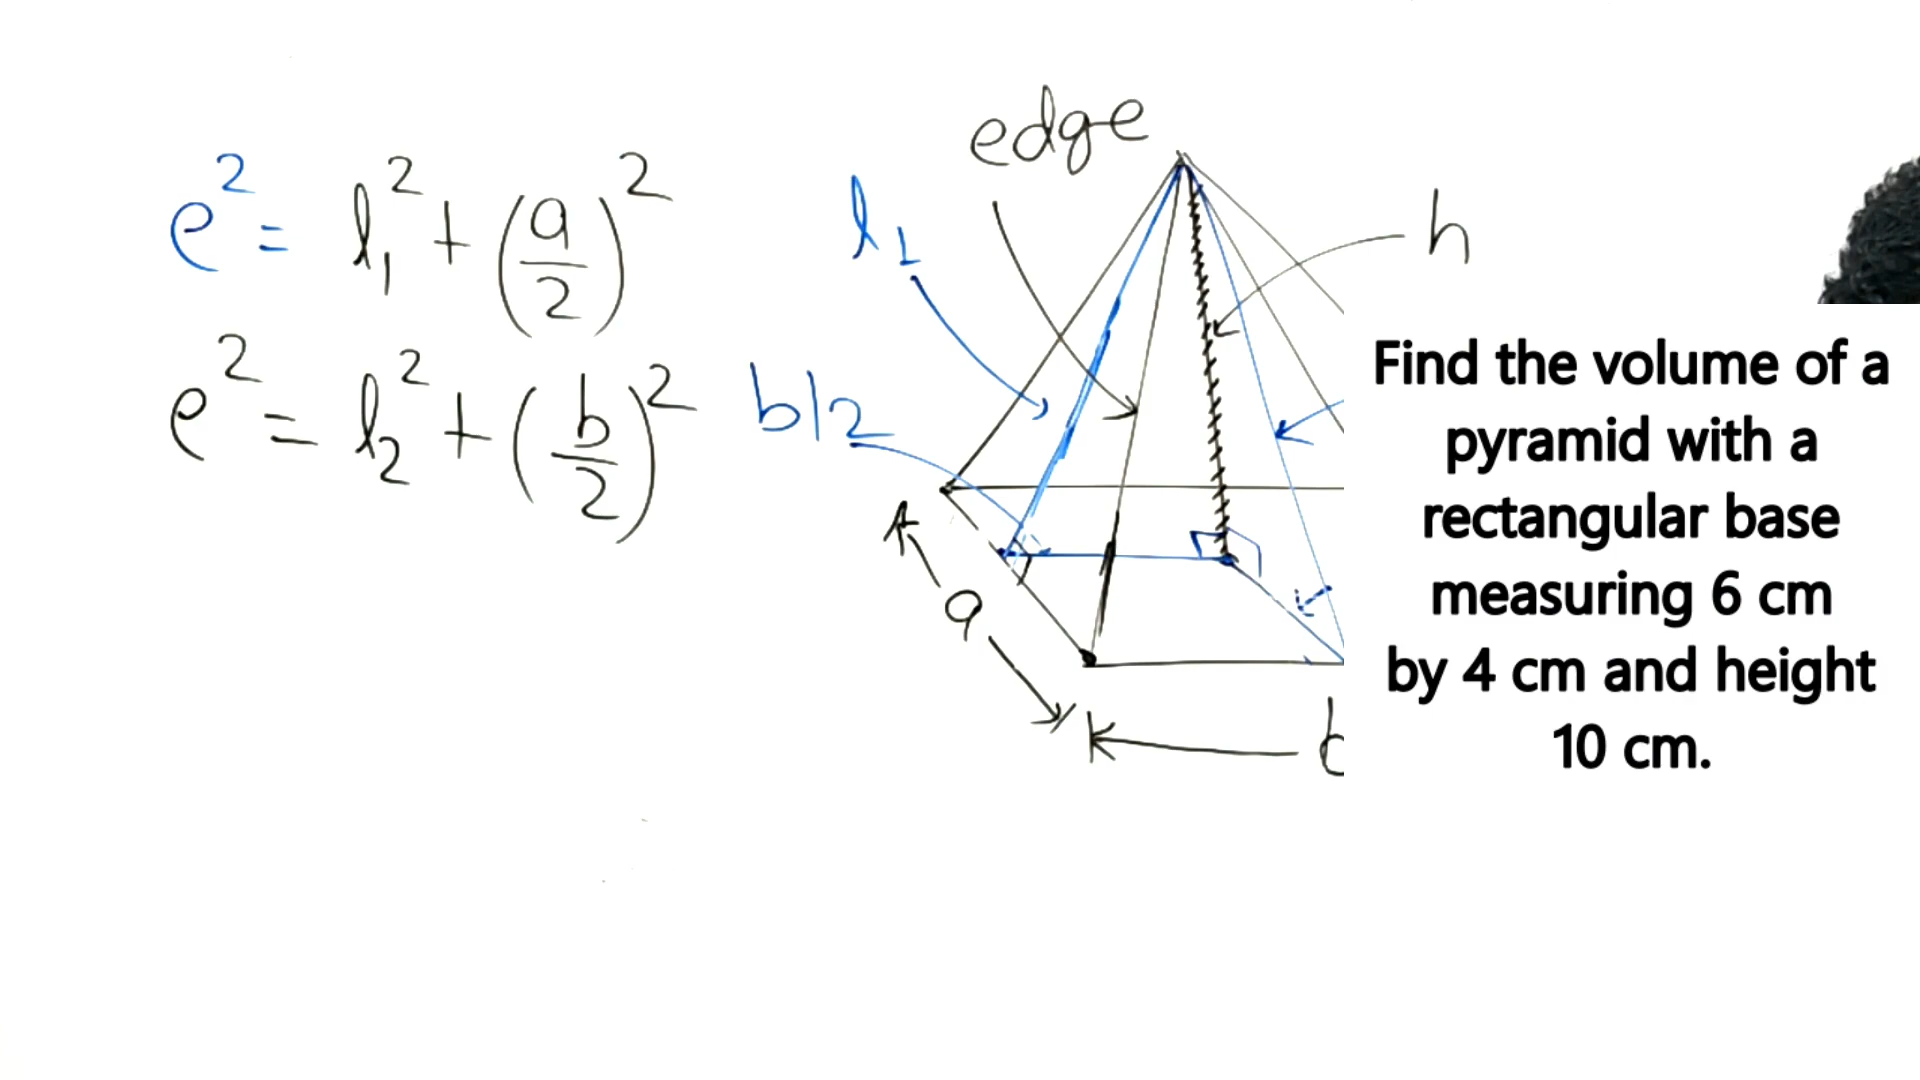 edge
e² = l₁² + (a/2)²
l₁
h
e² = l₂² + (b/2)²
b/2
a
b
Find the volume of a
pyramid with a
rectangular base
measuring 6 cm
by 4 cm and height
10 cm.